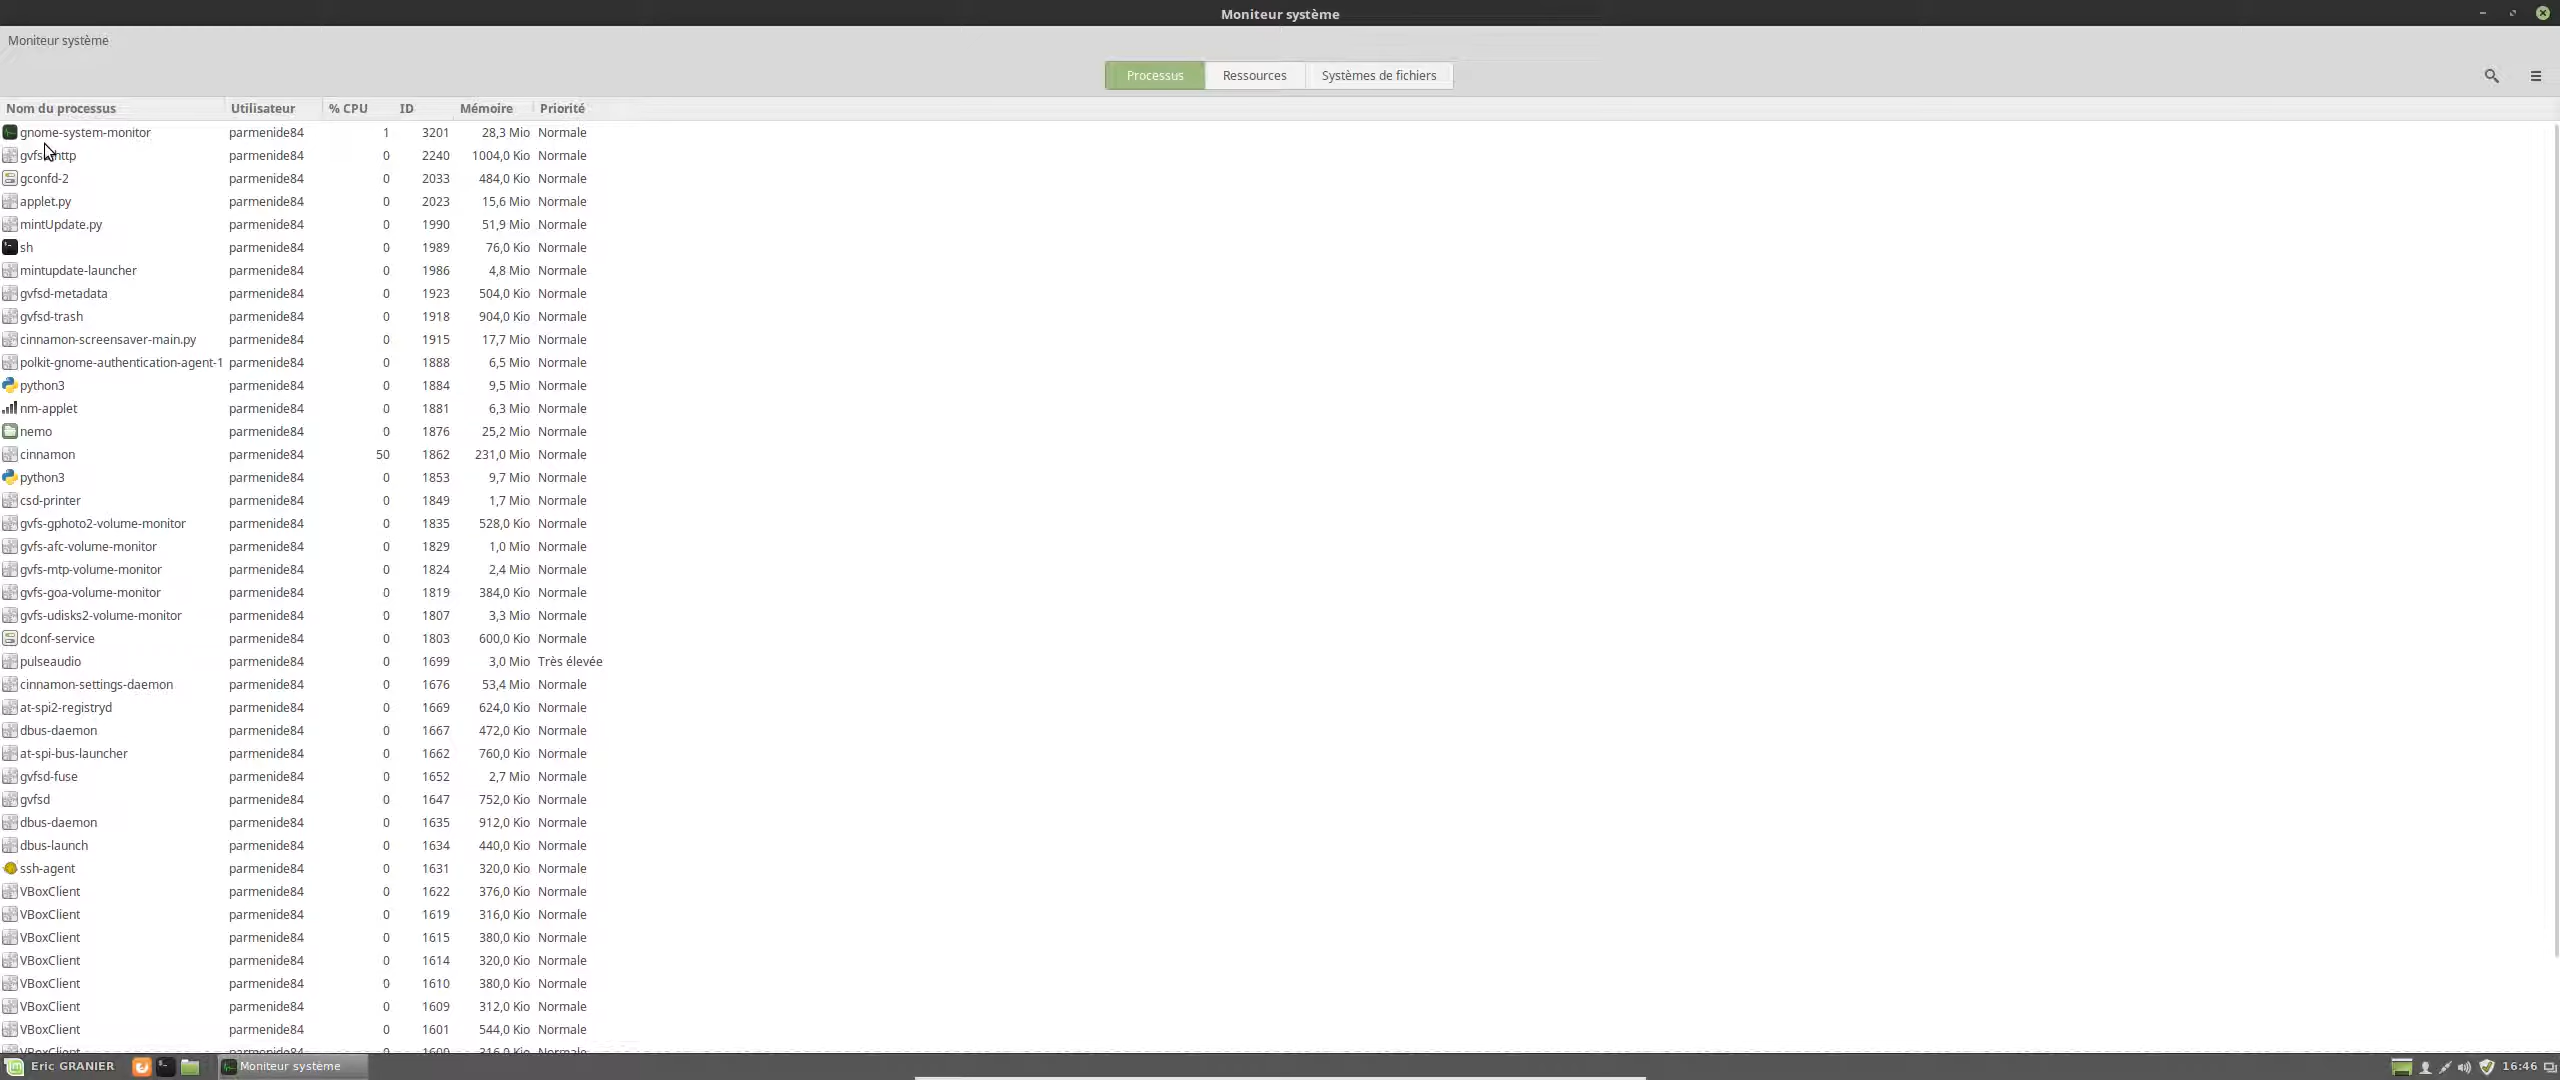 Moniteur système
Moniteur système
Processus Ressources Systèmes de fichiers
Nom du processus Utilisateur % CPU ID Mémoire Priorité
gnome-system-monitor parmenide84 1 3201 28,3 Mio Normale
parmenide84 0 2240 1004,0 Kio Normale
gconfd-2 parmenide84 0 2033 484,0 Kio Normale
applet.py parmenide84 0 2023 15,6 Mio Normale
mintUpdate.py parmenide84 0 1990 51,9 Mio Normale
sh parmenide84 0 1989 76,0 Kio Normale
mintupdate-launcher parmenide84 0 1986 4,8 Mio Normale
gvfsd-metadata parmenide84 0 1923 504,0 Kio Normale
gvfsd-trash parmenide84 0 1918 904,0 Kio Normale
cinnamon-screensaver-main.py parmenide84 0 1915 17,7 Mio Normale
polkit-gnome-authentication-agent-1 parmenide84 0 1888 6,5 Mio Normale
python3 parmenide84 0 1884 9,5 Mio Normale
nm-applet parmenide84 0 1881 6,3 Mio Normale
nemo parmenide84 0 1876 25,2 Mio Normale
cinnamon parmenide84 50 1862 231,0 Mio Normale
python3 parmenide84 0 1853 9,7 Mio Normale
csd-printer parmenide84 0 1849 1,7 Mio Normale
gvfs-gphoto2-volume-monitor parmenide84 0 1835 528,0 Kio Normale
gvfs-afc-volume-monitor parmenide84 0 1829 1,0 Mio Normale
gvfs-mtp-volume-monitor parmenide84 0 1824 2,4 Mio Normale
gvfs-goa-volume-monitor parmenide84 0 1819 384,0 Kio Normale
gvfs-udisks2-volume-monitor parmenide84 0 1807 3,3 Mio Normale
dconf-service parmenide84 0 1803 600,0 Kio Normale
pulseaudio parmenide84 0 1699 3,0 Mio Très élevée
cinnamon-settings-daemon parmenide84 0 1676 53,4 Mio Normale
at-spi2-registryd parmenide84 0 1669 624,0 Kio Normale
dbus-daemon parmenide84 0 1667 472,0 Kio Normale
at-spi-bus-launcher parmenide84 0 1662 760,0 Kio Normale
gvfsd-fuse parmenide84 0 1652 2,7 Mio Normale
gvfsd parmenide84 0 1647 752,0 Kio Normale
dbus-daemon parmenide84 0 1635 912,0 Kio Normale
dbus-launch parmenide84 0 1634 440,0 Kio Normale
ssh-agent parmenide84 0 1631 320,0 Kio Normale
VBoxClient parmenide84 0 1622 376,0 Kio Normale
VBoxClient parmenide84 0 1619 316,0 Kio Normale
VBoxClient parmenide84 0 1615 380,0 Kio Normale
VBoxClient parmenide84 0 1614 320,0 Kio Normale
VBoxClient parmenide84 0 1610 380,0 Kio Normale
VBoxClient parmenide84 0 1609 312,0 Kio Normale
VBoxClient parmenide84 0 1601 544,0 Kio Normale
VBoxClient parmenide84 0 1600 316,0 Kio Normale
Eric GRANIER Moniteur système 16:46